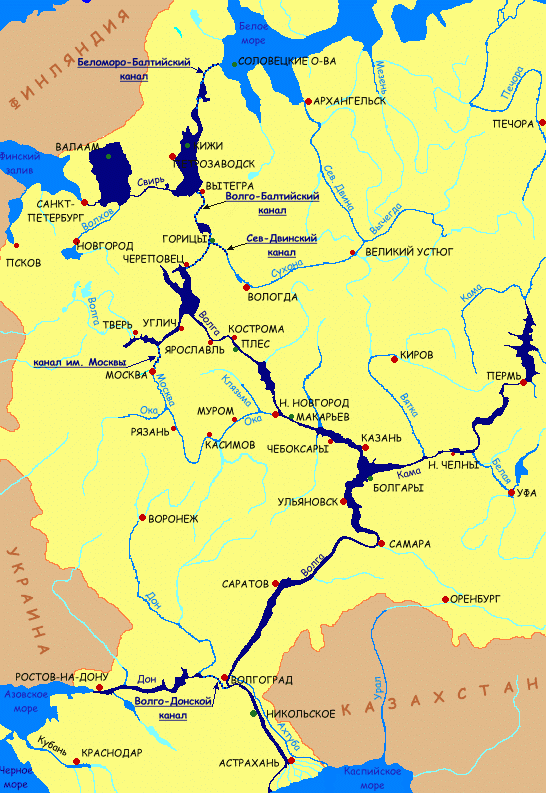 Белое
море
ФИНЛЯНДИЯ
Беломоро-Балтийский
канал
СОЛОВЕЦКИЕ О-ВА
Мезень
Печора
АРХАНГЕЛЬСК
ПЕЧОРА
Финский
залив
ВАЛААМ
КИЖИ
ПЕТРОЗАВОДСК
Свирь
ВЫТЕГРА
Сев. Двина
САНКТ-
ПЕТЕРБУРГ
Волхов
Волго-Балтийский
канал
Вычегда
НОВГОРОД
ГОРИЦЫ
Сев-Двинский
канал
ВЕЛИКИЙ УСТЮГ
ПСКОВ
ЧЕРЕПОВЕЦ
Сухана
ВОЛОГДА
Кама
Волга
ТВЕРЬ
УГЛИЧ
Волга
КОСТРОМА
ПЛЕС
ЯРОСЛАВЛЬ
КИРОВ
канал им. Москвы
МОСКВА
ПЕРМЬ
Москва
Клязьма
Вятка
Ока
МУРОМ
Ока
Н. НОВГОРОД
МАКАРЬЕВ
РЯЗАНЬ
КАСИМОВ
ЧЕБОКСАРЫ
КАЗАНЬ
Кама
Н. ЧЕЛНЫ
Белая
БОЛГАРЫ
УФА
УЛЬЯНОВСК
ВОРОНЕЖ
САМАРА
Волга
УКРАИНА
САРАТОВ
Дон
ОРЕНБУРГ
РОСТОВ-НА-ДОНУ
Дон
ВОЛГОГРАД
КАЗАХСТАН
Азовское
море
Волго-Донской
канал
НИКОЛЬСКОЕ
Урал
Ахтуба
Кубань
КРАСНОДАР
АСТРАХАНЬ
Черное
море
Каспийское
море